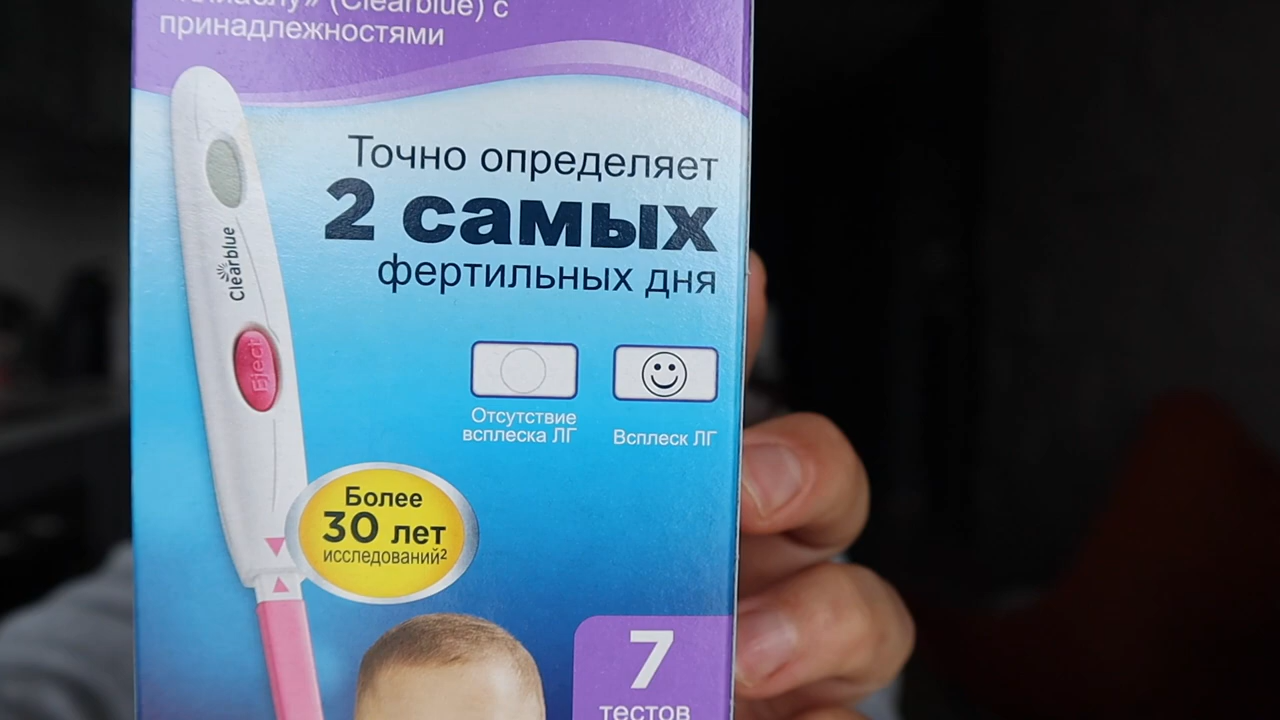 (Clearblue) с
принадлежностями
Точно определяет
2 самых
фертильных дня
Clearblue
Eject
Отсутствие
всплеска ЛГ
Всплеск ЛГ
Более
30 лет
исследований²
7
тестов